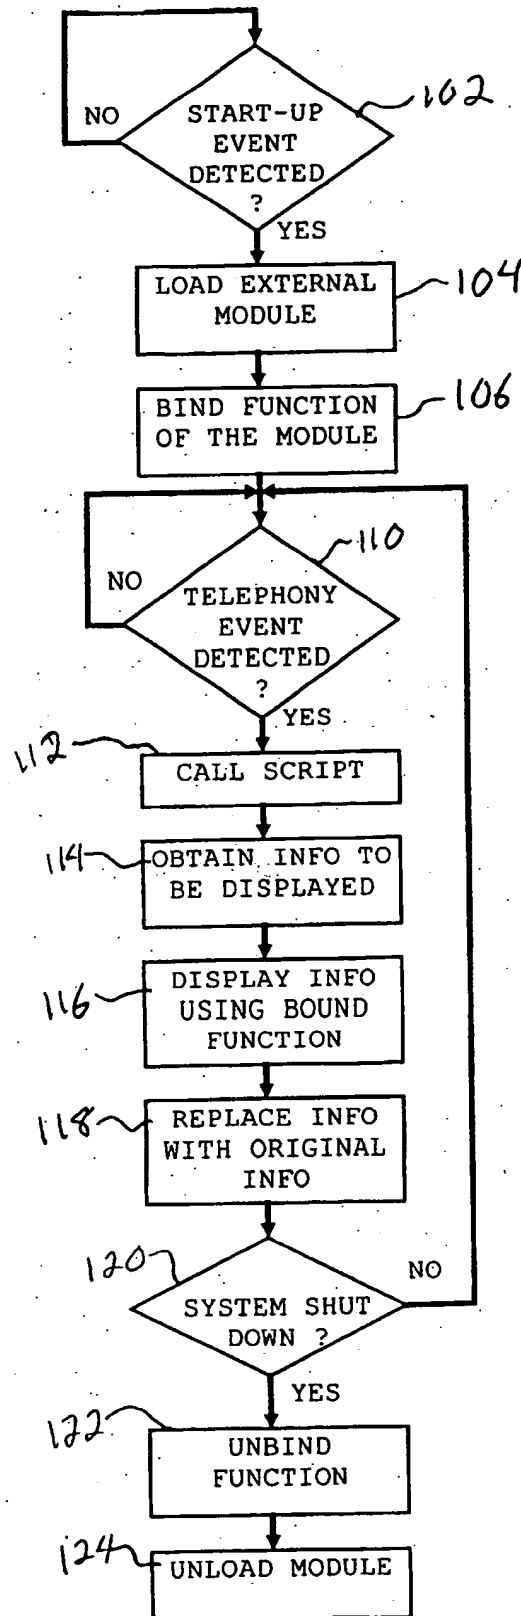 102
START-UP
EVENT
DETECTED
?
NO
YES
104
LOAD EXTERNAL
MODULE
106
BIND FUNCTION
OF THE MODULE
110
NO
TELEPHONY
EVENT
DETECTED
?
YES
112
CALL SCRIPT
114
OBTAIN INFO TO
BE DISPLAYED
116
DISPLAY INFO
USING BOUND
FUNCTION
118
REPLACE INFO
WITH ORIGINAL
INFO
120
NO
SYSTEM SHUT
DOWN ?
YES
122
UNBIND
FUNCTION
124
UNLOAD MODULE